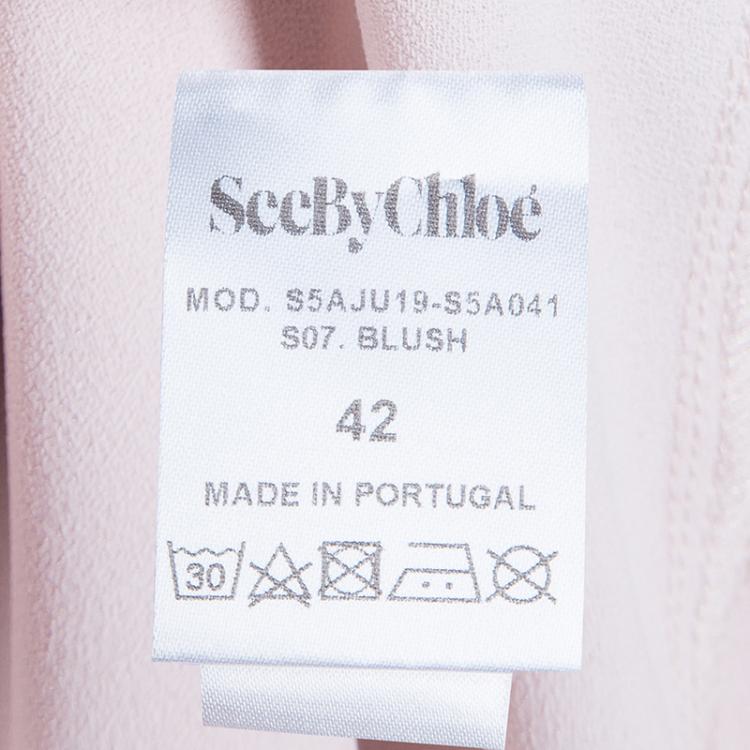 SeeByChloé
MOD. S5AJU19-S5A041
S07. BLUSH
42
MADE IN PORTUGAL
30